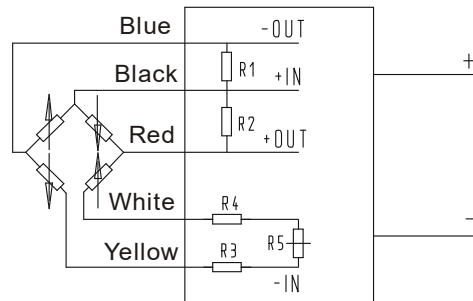 Blue -OUT
R1
Black +IN
R2
Red +OUT
White R4
R5
Yellow R3
-IN
+
-